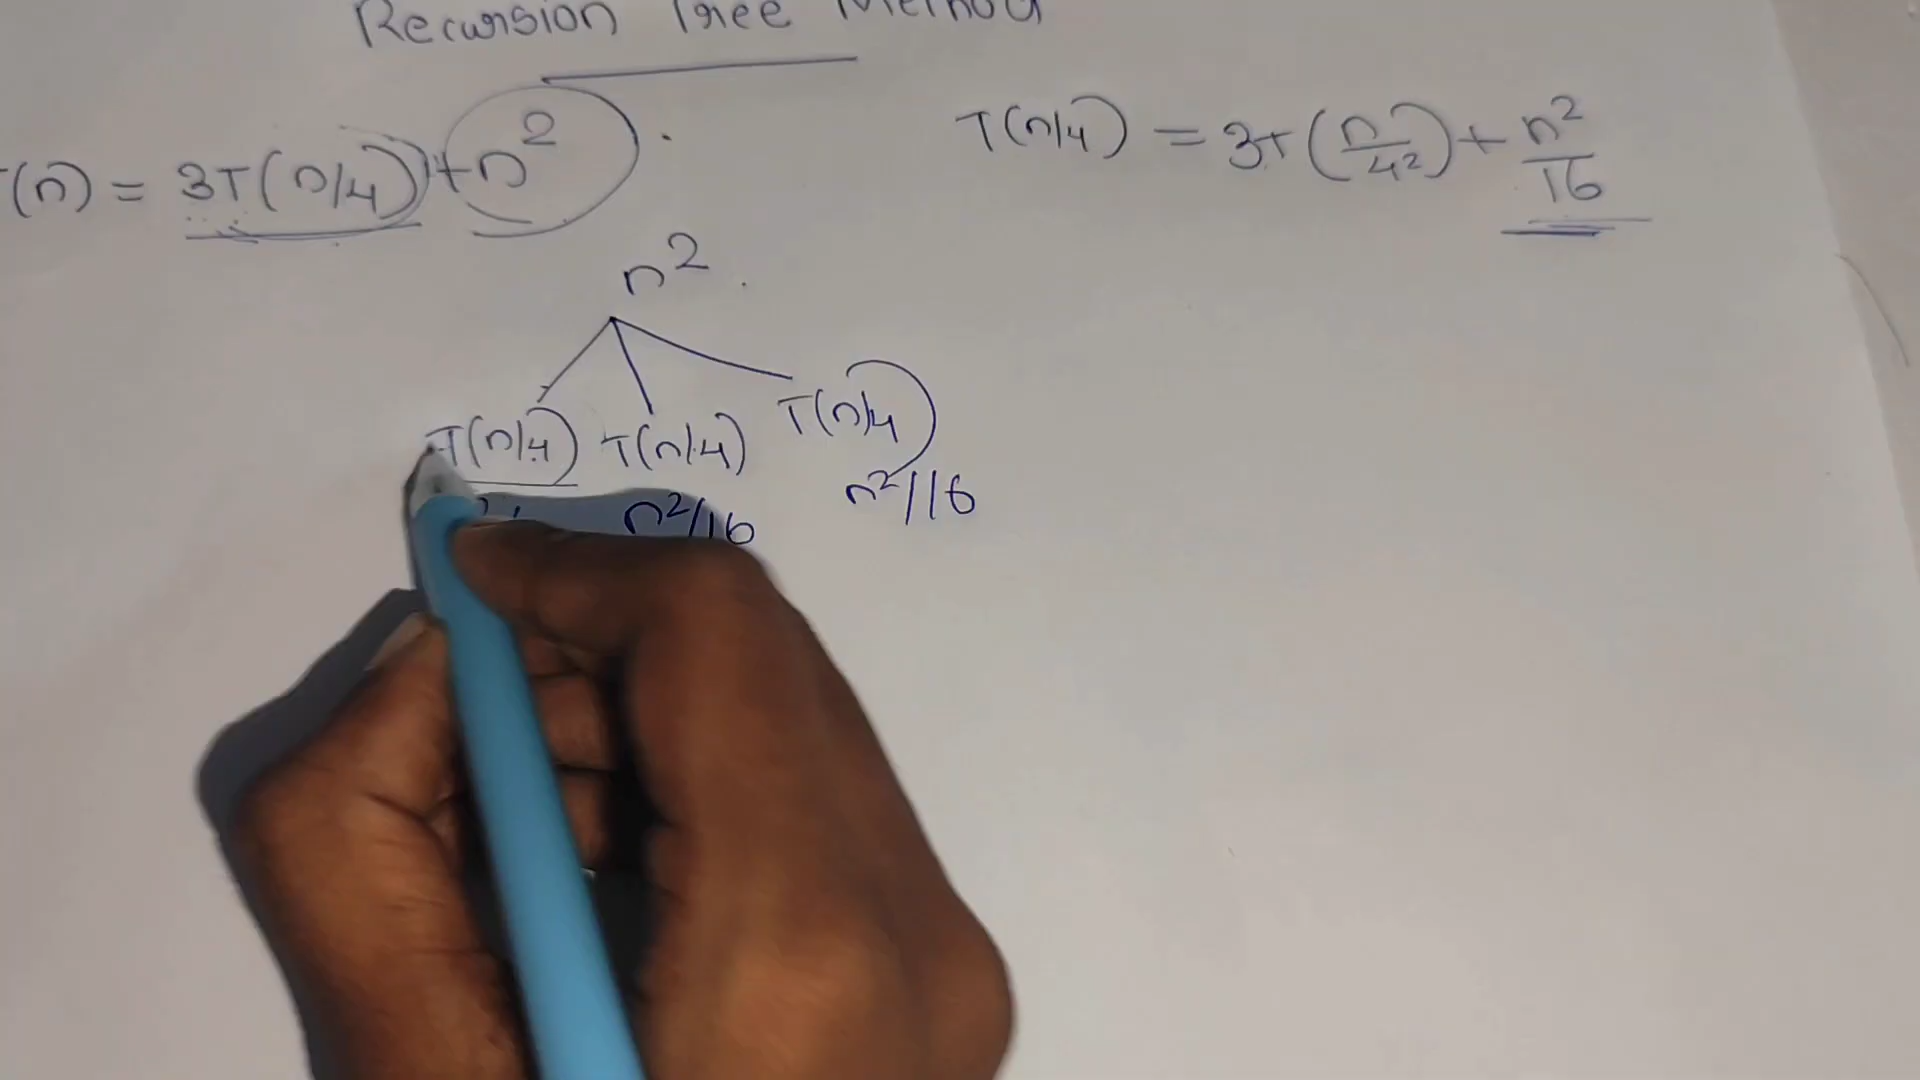 Recursion Tree Method
T(n) = 3T(n/4) + n²
T(n/4) = 3T(n/4²) + n²/16
n²
T(n/4) T(n/4) T(n/4)
n²/16 n²/16